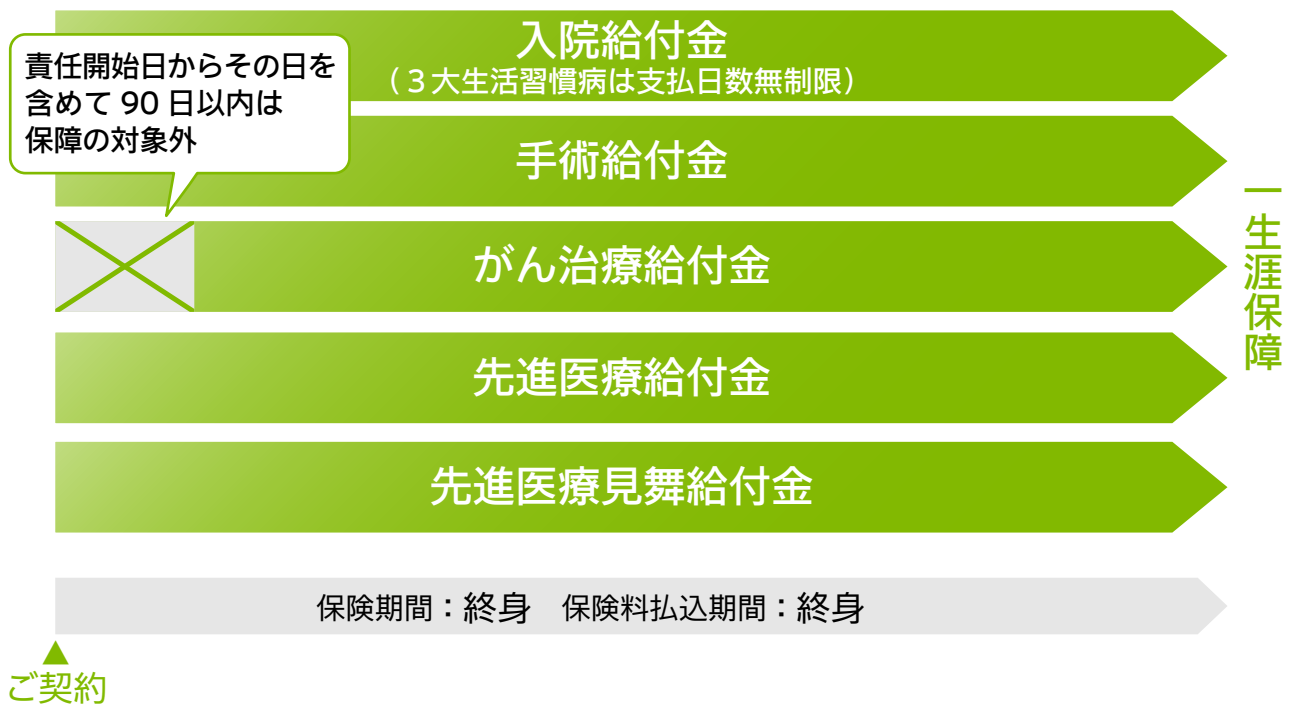 入院給付金
（３大生活習慣病は支払日数無制限）
責任開始日からその日を
含めて 90 日以内は
保障の対象外
手術給付金
がん治療給付金
先進医療給付金
先進医療見舞給付金
一生涯保障
保険期間：終身　保険料払込期間：終身
ご契約